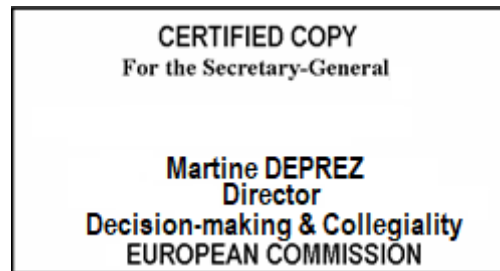 CERTIFIED COPY
For the Secretary-General
Martine DEPREZ
Director
Decision-making & Collegiality
EUROPEAN COMMISSION